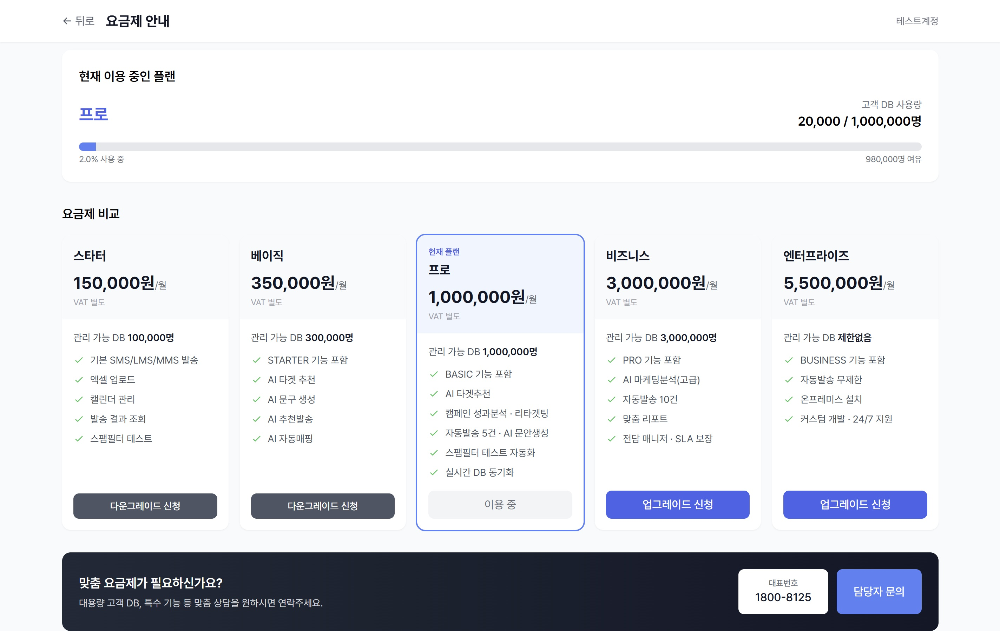 ← 뒤로 요금제 안내 테스트계정
현재 이용 중인 플랜
프로
고객 DB 사용량
20,000 / 1,000,000명
2.0% 사용 중 980,000명 여유
요금제 비교
스타터
150,000원/월
VAT 별도
관리 가능 DB 100,000명
기본 SMS/LMS/MMS 발송
엑셀 업로드
캘린더 관리
발송 결과 조회
스팸필터 테스트
다운그레이드 신청
베이직
350,000원/월
VAT 별도
관리 가능 DB 300,000명
STARTER 기능 포함
AI 타겟 추천
AI 문구 생성
AI 추천발송
AI 자동매핑
다운그레이드 신청
현재 플랜
프로
1,000,000원/월
VAT 별도
관리 가능 DB 1,000,000명
BASIC 기능 포함
AI 타겟추천
캠페인 성과분석 · 리타겟팅
자동발송 5건 · AI 문안생성
스팸필터 테스트 자동화
실시간 DB 동기화
이용 중
비즈니스
3,000,000원/월
VAT 별도
관리 가능 DB 3,000,000명
PRO 기능 포함
AI 마케팅분석(고급)
자동발송 10건
맞춤 리포트
전담 매니저 · SLA 보장
업그레이드 신청
엔터프라이즈
5,500,000원/월
VAT 별도
관리 가능 DB 제한없음
BUSINESS 기능 포함
자동발송 무제한
온프레미스 설치
커스텀 개발 · 24/7 지원
업그레이드 신청
맞춤 요금제가 필요하신가요?
대용량 고객 DB, 특수 기능 등 맞춤 상담을 원하시면 연락주세요.
대표번호
1800-8125
담당자 문의